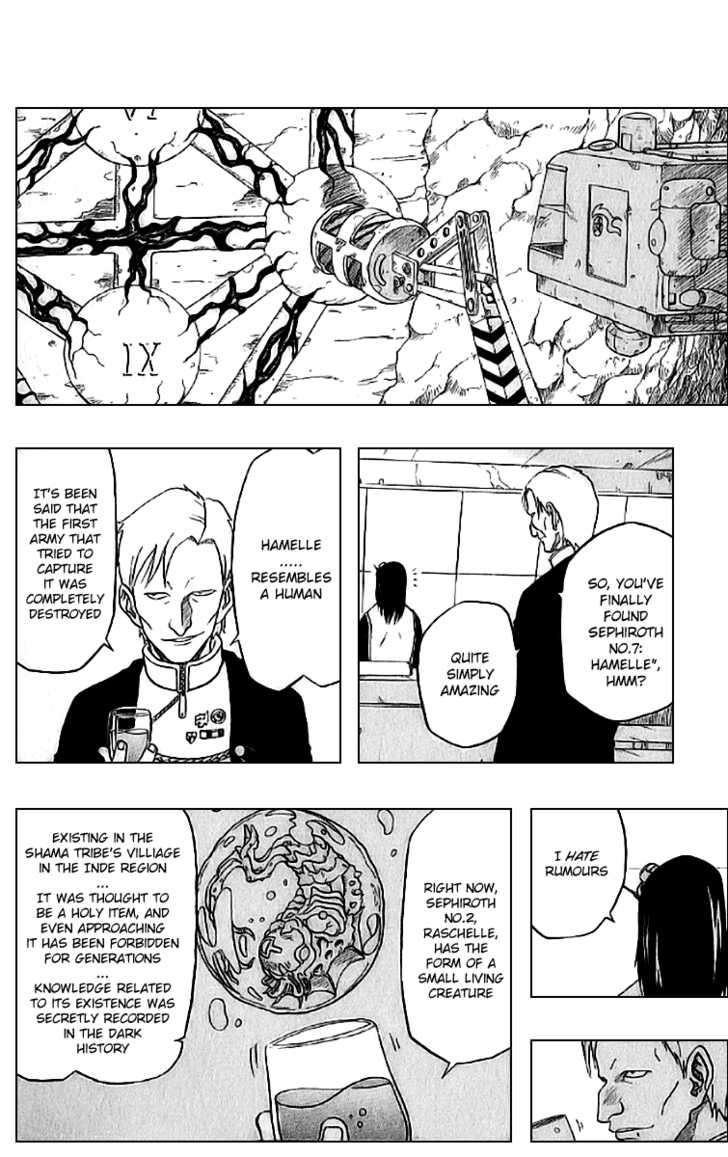 VI
IX
SO, YOU'VE
FINALLY
FOUND
SEPHIROTH
NO.7:
HAMELLE",
HMM?
QUITE
SIMPLY
AMAZING
HAMELLE
.....
RESEMBLES
A HUMAN
IT'S BEEN
SAID THAT
THE FIRST
ARMY THAT
TRIED TO
CAPTURE
IT WAS
COMPLETELY
DESTROYED
I HATE
RUMOURS
RIGHT NOW,
SEPHIROTH
NO.2,
RASCHELLE,
HAS THE
FORM OF A
SMALL LIVING
CREATURE
EXISTING IN THE
SHAMA TRIBE'S VILLIAGE
IN THE INDE REGION
...
IT WAS THOUGHT TO
BE A HOLY ITEM, AND
EVEN APPROACHING
IT HAS BEEN FORBIDDEN
FOR GENERATIONS
...
KNOWLEDGE RELATED
TO ITS EXISTENCE WAS
SECRETLY RECORDED
IN THE DARK
HISTORY